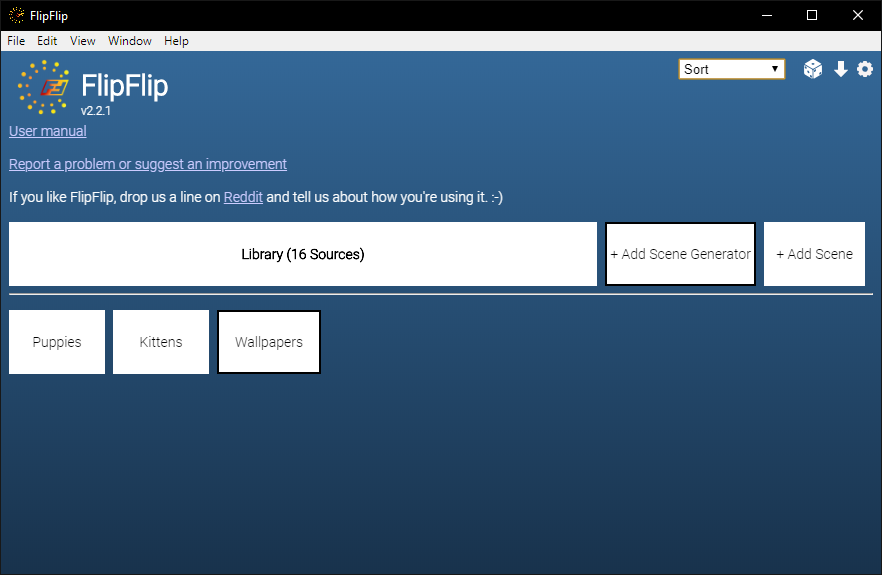 FlipFlip
File Edit View Window Help
FlipFlip
v2.2.1
Sort
User manual
Report a problem or suggest an improvement
If you like FlipFlip, drop us a line on Reddit and tell us about how you're using it. :-)
Library (16 Sources)
+ Add Scene Generator
+ Add Scene
Puppies
Kittens
Wallpapers